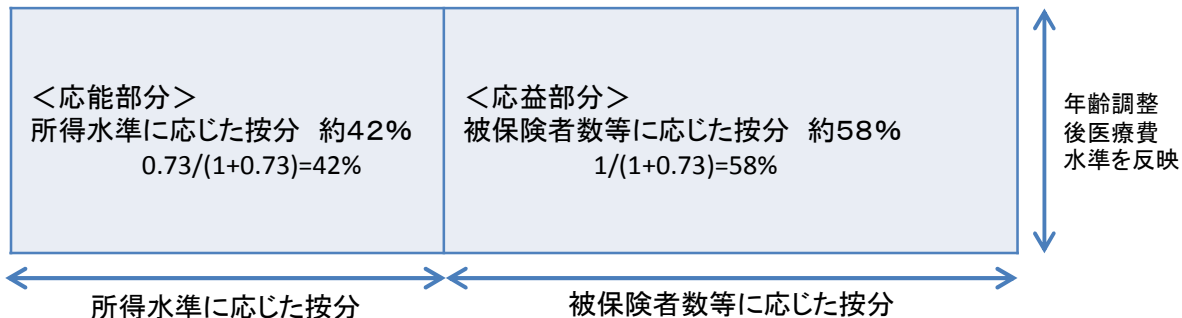 ＜応能部分＞
所得水準に応じた按分　約４２％
0.73/(1+0.73)=42%
＜応益部分＞
被保険者数等に応じた按分　約５８％
1/(1+0.73)=58%
年齢調整
後医療費
水準を反映
所得水準に応じた按分
被保険者数等に応じた按分